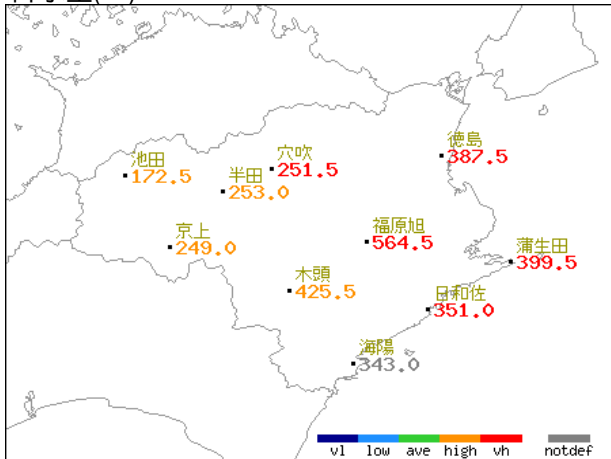 徳島
387.5
池田
172.5
穴吹
251.5
半田
253.0
京上
249.0
福原旭
564.5
蒲生田
399.5
木頭
425.5
日和佐
351.0
海陽
343.0
vl low ave high vh notdef